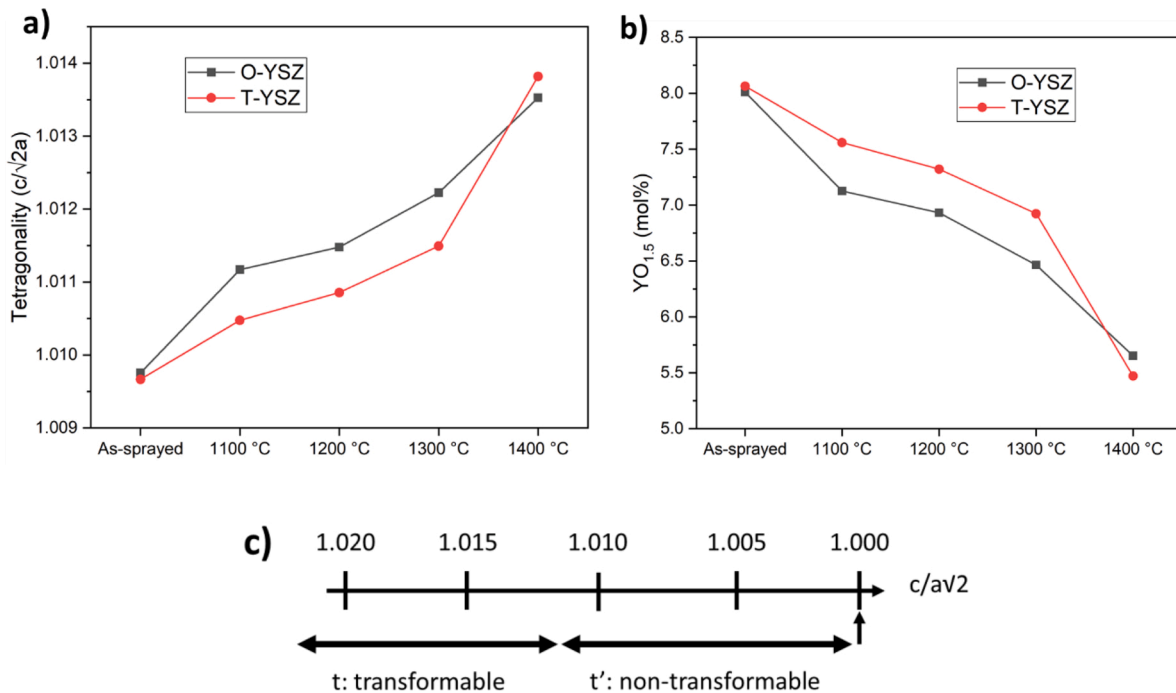 a)
Tetragonality (c/√2a)
1.014
1.013
1.012
1.011
1.010
1.009
O-YSZ
T-YSZ
As-sprayed 1100 °C 1200 °C 1300 °C 1400 °C
b)
YO1.5 (mol%)
8.5
8.0
7.5
7.0
6.5
6.0
5.5
5.0
O-YSZ
T-YSZ
As-sprayed 1100 °C 1200 °C 1300 °C 1400 °C
c)
1.020 1.015 1.010 1.005 1.000
c/a√2
t: transformable t’: non-transformable